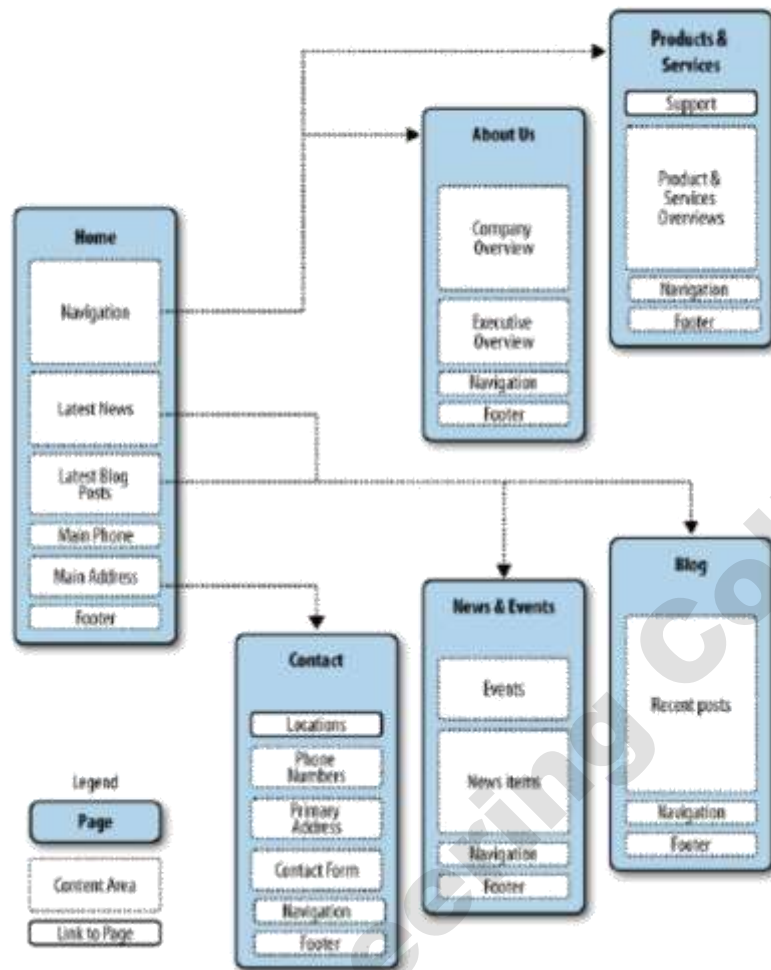 Products &
Services
Support
Product &
Services
Overviews
Navigation
Footer
About Us
Company
Overview
Executive
Overview
Navigation
Footer
Home
Navigation
Latest News
Latest Blog
Posts
Main Phone
Main Address
Footer
Contact
Locations
Phone
Numbers
Primary
Address
Contact Form
Navigation
Footer
News & Events
Events
News items
Navigation
Footer
Blog
Recent posts
Navigation
Footer
Legend
Page
Content Area
Link to Page